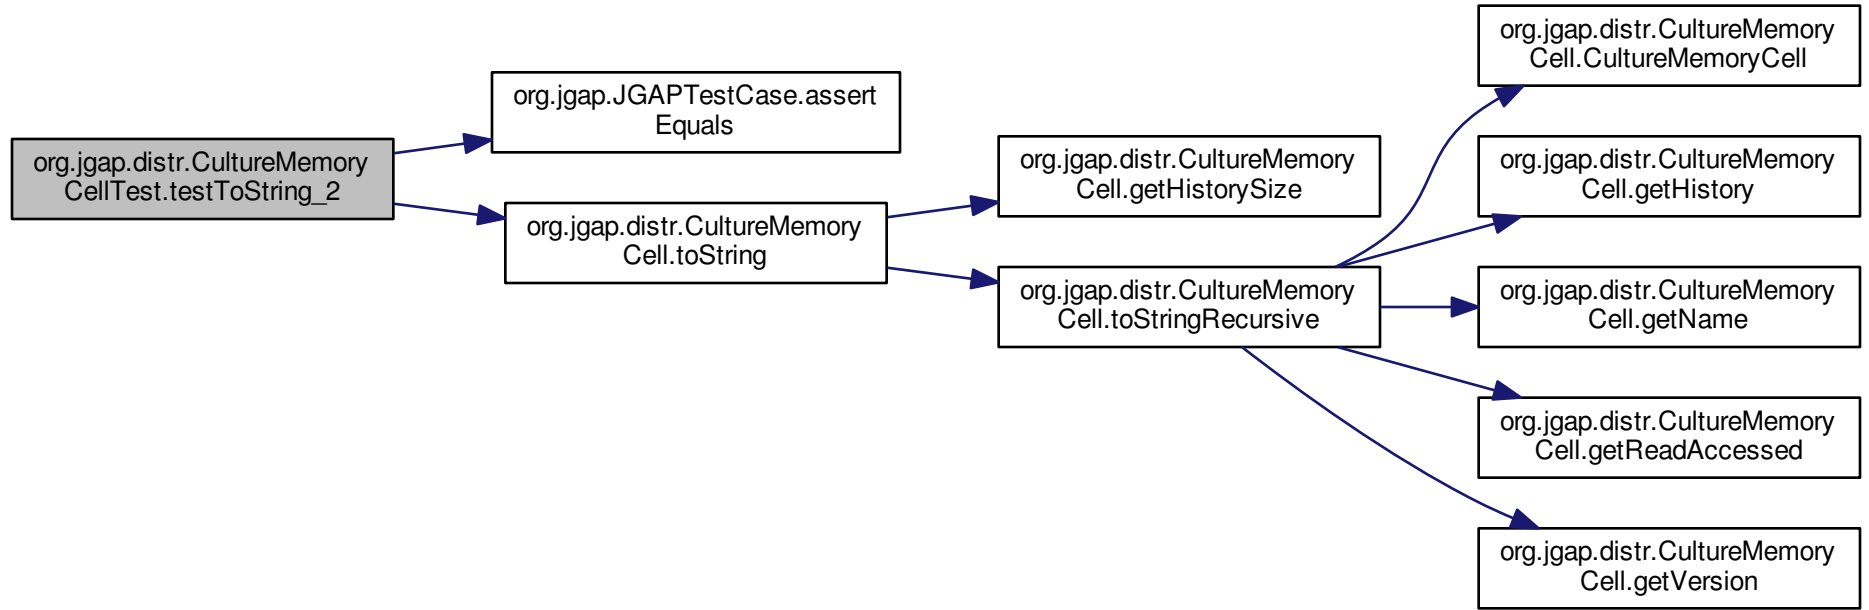 org.jgap.distr.CultureMemory
CellTest.testToString_2
org.jgap.JGAPTestCase.assert
Equals
org.jgap.distr.CultureMemory
Cell.toString
org.jgap.distr.CultureMemory
Cell.getHistorySize
org.jgap.distr.CultureMemory
Cell.toStringRecursive
org.jgap.distr.CultureMemory
Cell.CultureMemoryCell
org.jgap.distr.CultureMemory
Cell.getHistory
org.jgap.distr.CultureMemory
Cell.getName
org.jgap.distr.CultureMemory
Cell.getReadAccessed
org.jgap.distr.CultureMemory
Cell.getVersion